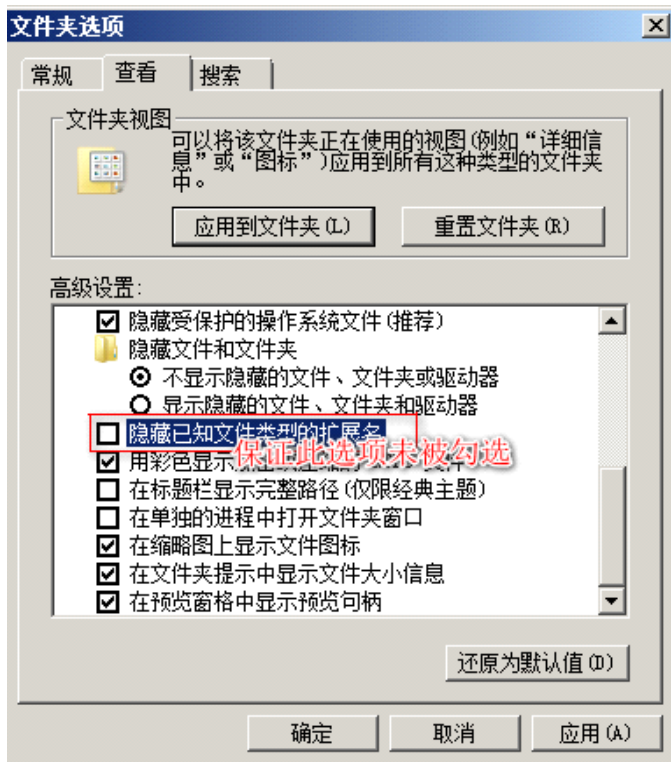 文件夹选项
常规 查看 搜索
文件夹视图
可以将该文件夹正在使用的视图(例如“详细信
息”或“图标”)应用到所有这种类型的文件夹
中。
应用到文件夹(L) 重置文件夹(R)
高级设置:
隐藏受保护的操作系统文件(推荐)
隐藏文件和文件夹
不显示隐藏的文件、文件夹或驱动器
显示隐藏的文件、文件夹和驱动器
隐藏已知文件类型的扩展名
保证此选项未被勾选
用彩色显示
在标题栏显示完整路径(仅限经典主题)
在单独的进程中打开文件夹窗口
在缩略图上显示文件图标
在文件夹提示中显示文件大小信息
在预览窗格中显示预览句柄
还原为默认值(D)
确定 取消 应用(A)